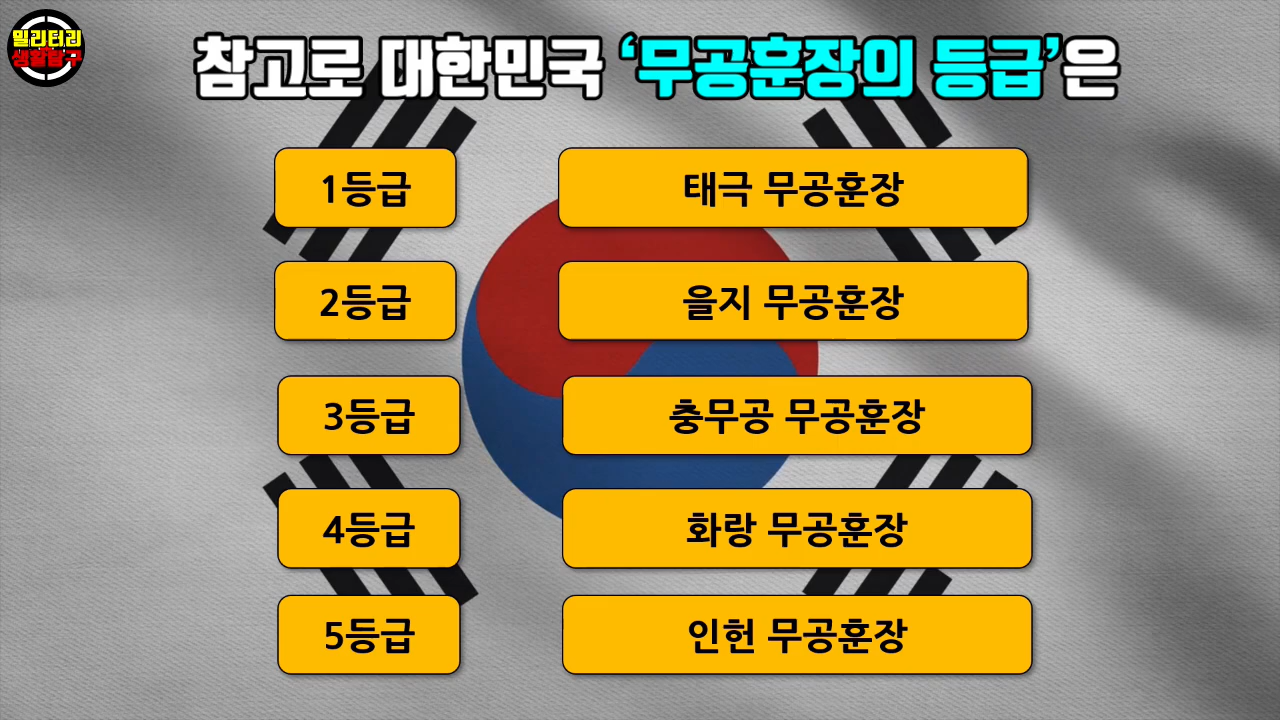 밀리터리
생활탐구
참고로 대한민국 ‘무공훈장의 등급’은
1등급 태극 무공훈장
2등급 을지 무공훈장
3등급 충무공 무공훈장
4등급 화랑 무공훈장
5등급 인헌 무공훈장